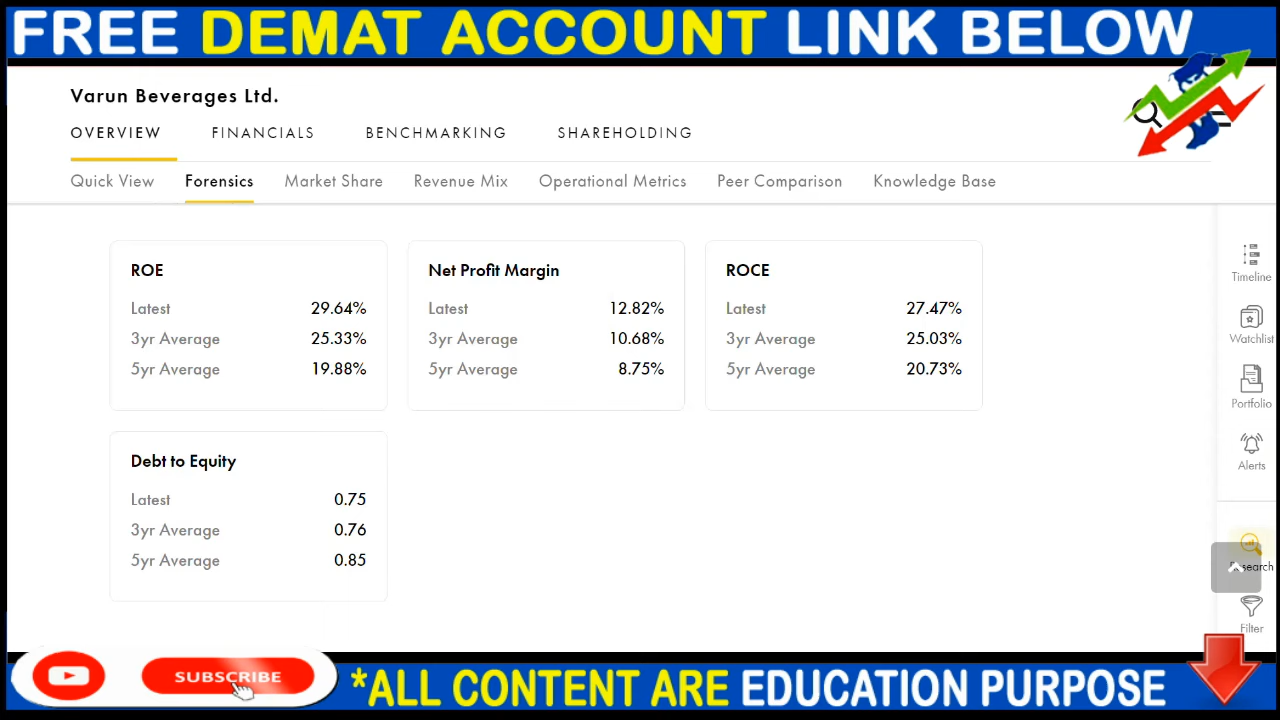 FREE DEMAT ACCOUNT LINK BELOW
Varun Beverages Ltd.
OVERVIEW FINANCIALS BENCHMARKING SHAREHOLDING
Quick View Forensics Market Share Revenue Mix Operational Metrics Peer Comparison Knowledge Base
ROE
Latest 29.64%
3yr Average 25.33%
5yr Average 19.88%
Net Profit Margin
Latest 12.82%
3yr Average 10.68%
5yr Average 8.75%
ROCE
Latest 27.47%
3yr Average 25.03%
5yr Average 20.73%
Debt to Equity
Latest 0.75
3yr Average 0.76
5yr Average 0.85
Timeline
Watchlist
Portfolio
Alerts
Filter
SUBSCRIBE
*ALL CONTENT ARE EDUCATION PURPOSE